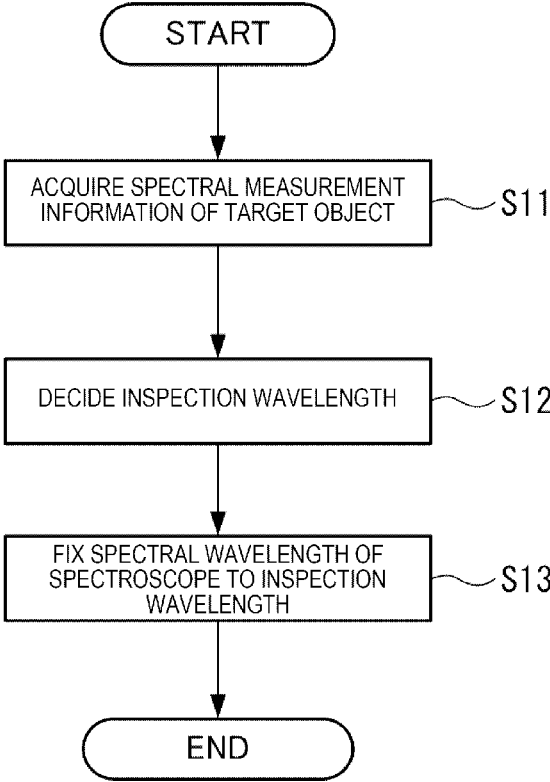 START
ACQUIRE SPECTRAL MEASUREMENT
INFORMATION OF TARGET OBJECT
S11
DECIDE INSPECTION WAVELENGTH
S12
FIX SPECTRAL WAVELENGTH OF
SPECTROSCOPE TO INSPECTION
WAVELENGTH
S13
END